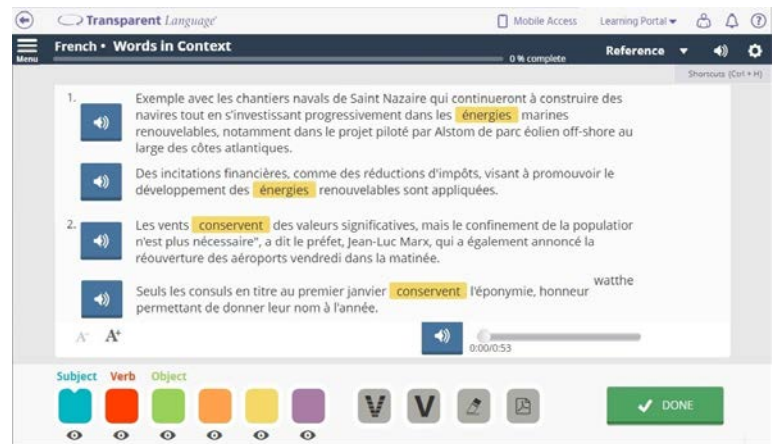 Transparent Language
Mobile Access
Learning Portal
Menu
French • Words in Context
0 % complete
Reference
Shortcuts (Ctrl + H)
1. Exemple avec les chantiers navals de Saint Nazaire qui continueront à construire des
navires tout en s'investissant progressivement dans les énergies marines
renouvelables, notamment dans le projet piloté par Alstom de parc éolien off-shore au
large des côtes atlantiques.
Des incitations financières, comme des réductions d'impôts, visant à promouvoir le
développement des énergies renouvelables sont appliquées.
2. Les vents conservent des valeurs significatives, mais le confinement de la population
n'est plus nécessaire", a dit le préfet, Jean-Luc Marx, qui a également annoncé la
réouverture des aéroports vendredi dans la matinée.
watthe
Seuls les consuls en titre au premier janvier conservent l'éponymie, honneur
permettant de donner leur nom à l'année.
A- A+
0:00/0:53
Subject Verb Object
V V
DONE